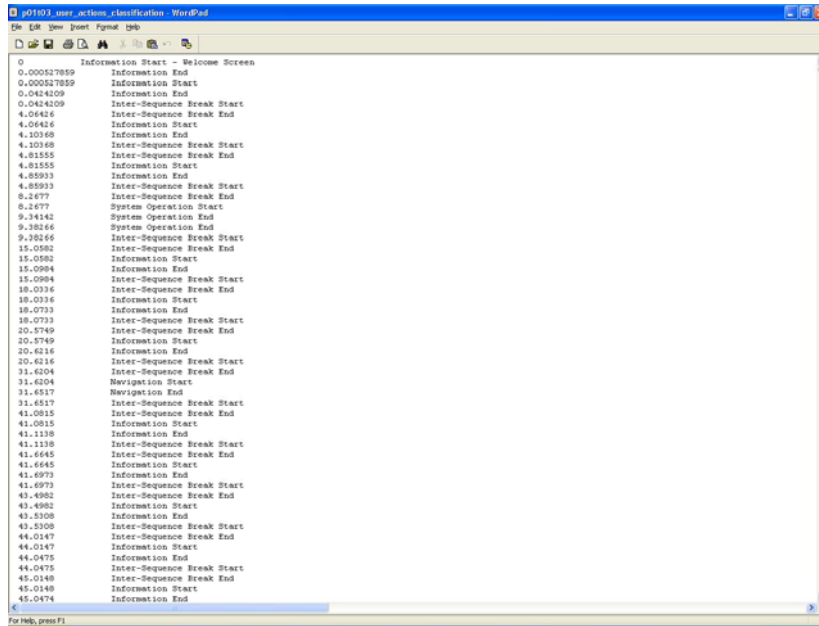 p01t03_user_actions_classification - WordPad
File Edit View Insert Format Help
0 Information Start - Welcome Screen
0.000527859 Information End
0.000527859 Information Start
0.0424209 Information End
0.0424209 Inter-Sequence Break Start
4.06426 Inter-Sequence Break End
4.06426 Information Start
4.10368 Information End
4.10368 Inter-Sequence Break Start
4.81555 Inter-Sequence Break End
4.81555 Information Start
4.85933 Information End
4.85933 Inter-Sequence Break Start
8.2677 Inter-Sequence Break End
8.2677 System Operation Start
9.34142 System Operation End
9.38266 System Operation End
9.38266 Inter-Sequence Break Start
15.0582 Inter-Sequence Break End
15.0582 Information Start
15.0984 Information End
15.0984 Inter-Sequence Break Start
18.0336 Inter-Sequence Break End
18.0336 Information Start
18.0733 Information End
18.0733 Inter-Sequence Break Start
20.5749 Inter-Sequence Break End
20.5749 Information Start
20.6216 Information End
20.6216 Inter-Sequence Break Start
31.6204 Inter-Sequence Break End
31.6204 Navigation Start
31.6517 Navigation End
31.6517 Inter-Sequence Break Start
41.0815 Inter-Sequence Break End
41.0815 Information Start
41.1138 Information End
41.1138 Inter-Sequence Break Start
41.6645 Inter-Sequence Break End
41.6645 Information Start
41.6973 Information End
41.6973 Inter-Sequence Break Start
43.4982 Inter-Sequence Break End
43.4982 Information Start
43.5308 Information End
43.5308 Inter-Sequence Break Start
44.0147 Inter-Sequence Break End
44.0147 Information Start
44.0475 Information End
44.0475 Inter-Sequence Break Start
45.0148 Inter-Sequence Break End
45.0148 Information Start
45.0474 Information End
For Help, press F1